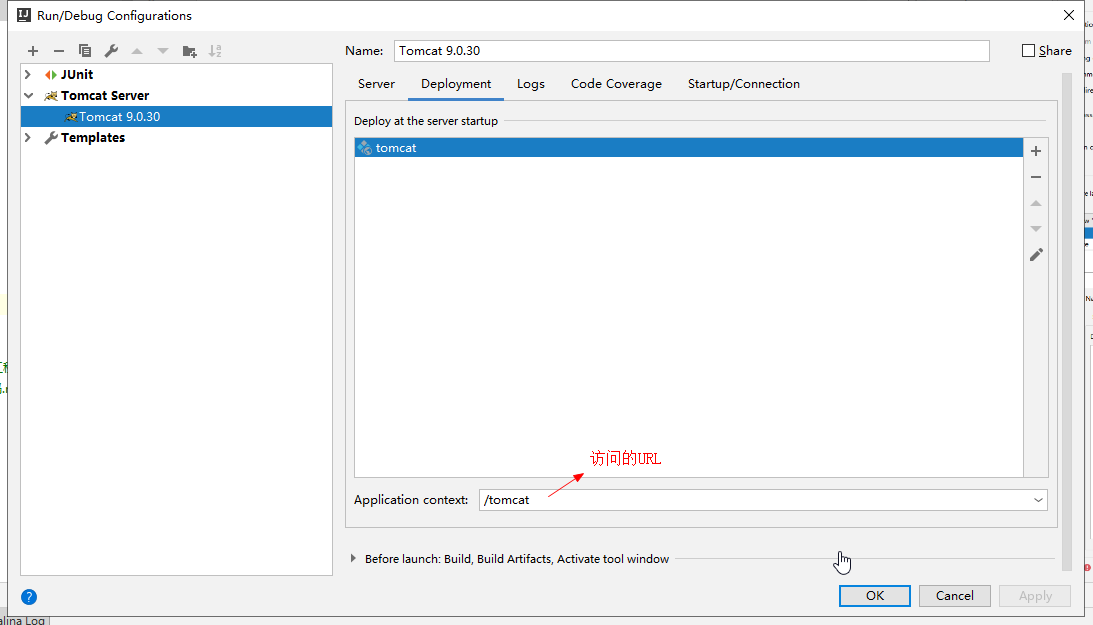 Run/Debug Configurations
Name: Tomcat 9.0.30
Share
JUnit
Tomcat Server
Tomcat 9.0.30
Templates
Server Deployment Logs Code Coverage Startup/Connection
Deploy at the server startup
tomcat
访问的URL
Application context: /tomcat
Before launch: Build, Build Artifacts, Activate tool window
?
OK Cancel Apply
alina Log